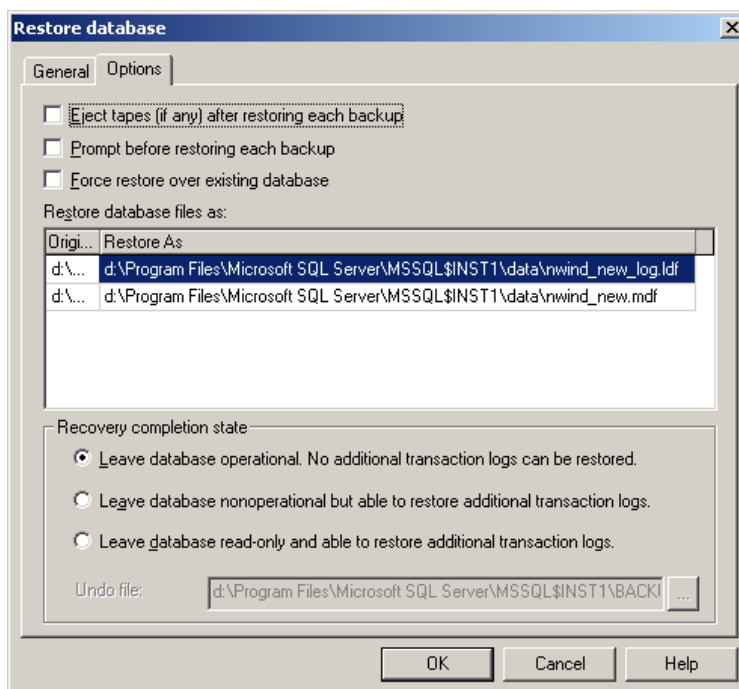 Restore database
General Options
Eject tapes (if any) after restoring each backup
Prompt before restoring each backup
Force restore over existing database
Restore database files as:
Origi... Restore As
d:\... d:\Program Files\Microsoft SQL Server\MSSQL$INST1\data\nwind_new_log.ldf
d:\... d:\Program Files\Microsoft SQL Server\MSSQL$INST1\data\nwind_new.mdf
Recovery completion state
Leave database operational. No additional transaction logs can be restored.
Leave database nonoperational but able to restore additional transaction logs.
Leave database read-only and able to restore additional transaction logs.
Undo file: d:\Program Files\Microsoft SQL Server\MSSQL$INST1\BACK ...
OK Cancel Help